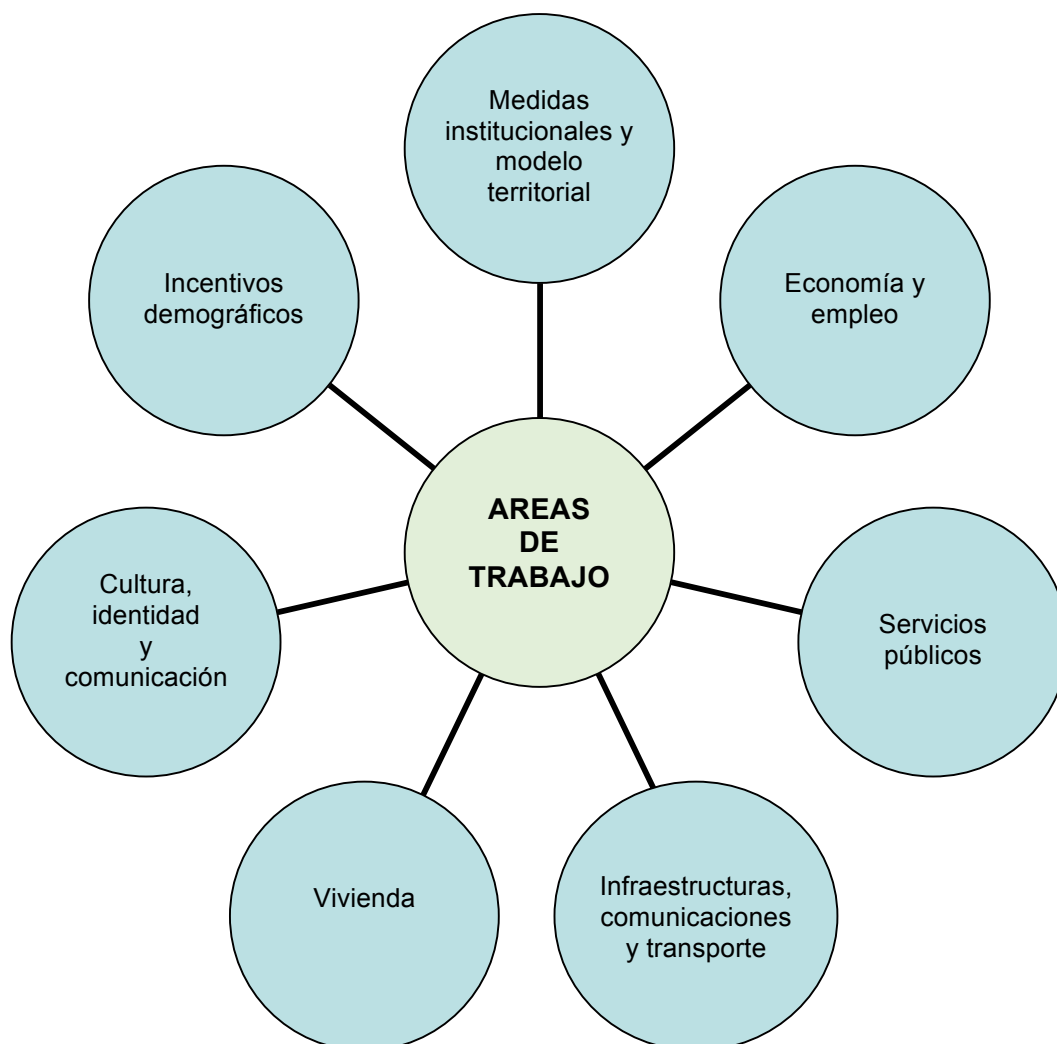 Medidas
institucionales y
modelo
territorial
Economía y
empleo
Servicios
públicos
Infraestructuras,
comunicaciones
y transporte
Vivienda
Cultura,
identidad
y
comunicación
Incentivos
demográficos
AREAS
DE
TRABAJO